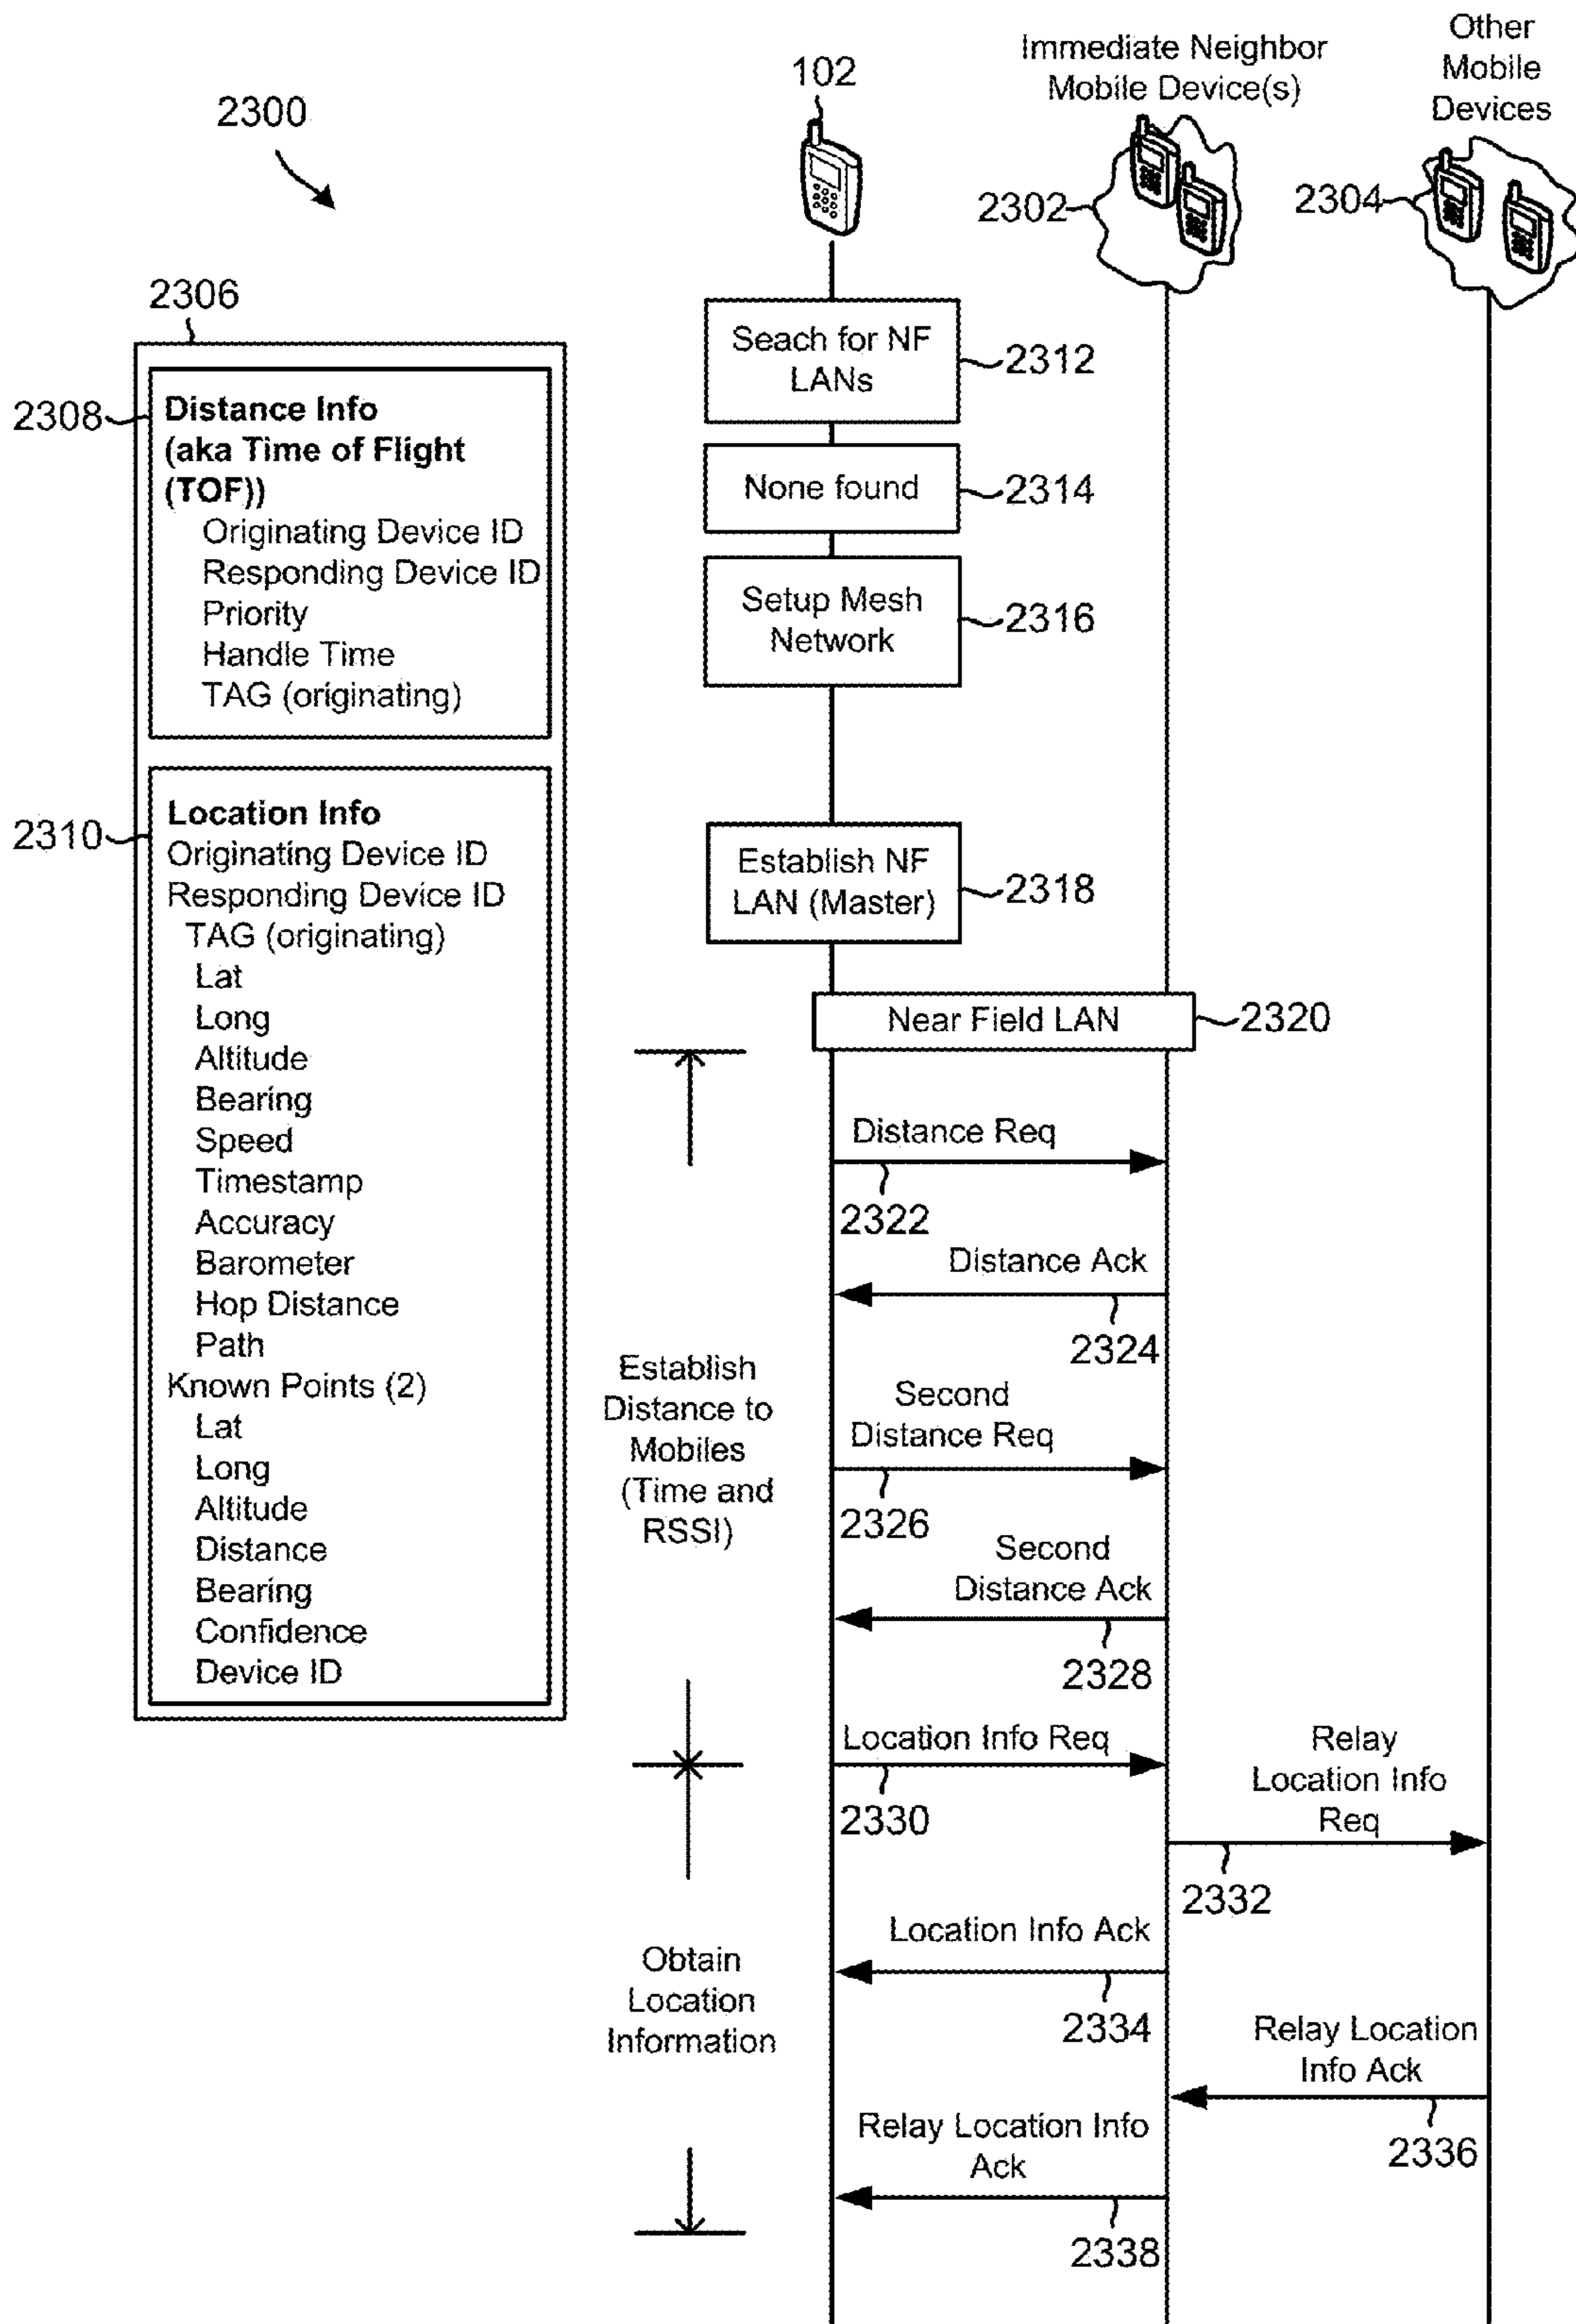 2300
102
Immediate Neighbor
Mobile Device(s)
Other
Mobile
Devices
2302
2304
2306
2308
Distance Info
(aka Time of Flight
(TOF))
Originating Device ID
Responding Device ID
Priority
Handle Time
TAG (originating)
2310
Location Info
Originating Device ID
Responding Device ID
TAG (originating)
Lat
Long
Altitude
Bearing
Speed
Timestamp
Accuracy
Barometer
Hop Distance
Path
Known Points (2)
Lat
Long
Altitude
Distance
Bearing
Confidence
Device ID
Seach for NF
LANs
2312
None found
2314
Setup Mesh
Network
2316
Establish NF
LAN (Master)
2318
Near Field LAN
2320
Establish
Distance to
Mobiles
(Time and
RSSI)
Distance Req
2322
Distance Ack
2324
Second
Distance Req
2326
Second
Distance Ack
2328
Location Info Req
2330
Relay
Location Info
Req
2332
Obtain
Location
Information
Location Info Ack
2334
Relay Location
Info Ack
2336
Relay Location Info
Ack
2338